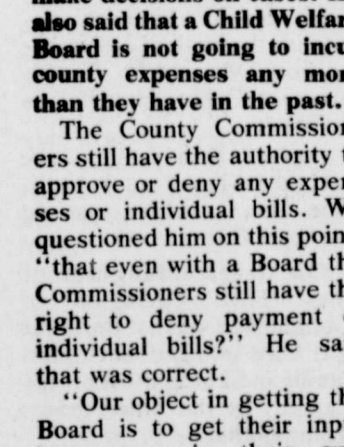 also said that a Child Welfar
Board is not going to incu
county expenses any mor
than they have in the past.
The County Commission-
ers still have the authority t
approve or deny any expen
ses or individual bills. W
questioned him on this poin
"that even with a Board th
Commissioners still have th
right to deny payment
individual bills?" He sa
that was correct.
"Our object in getting th
Board is to get their inp